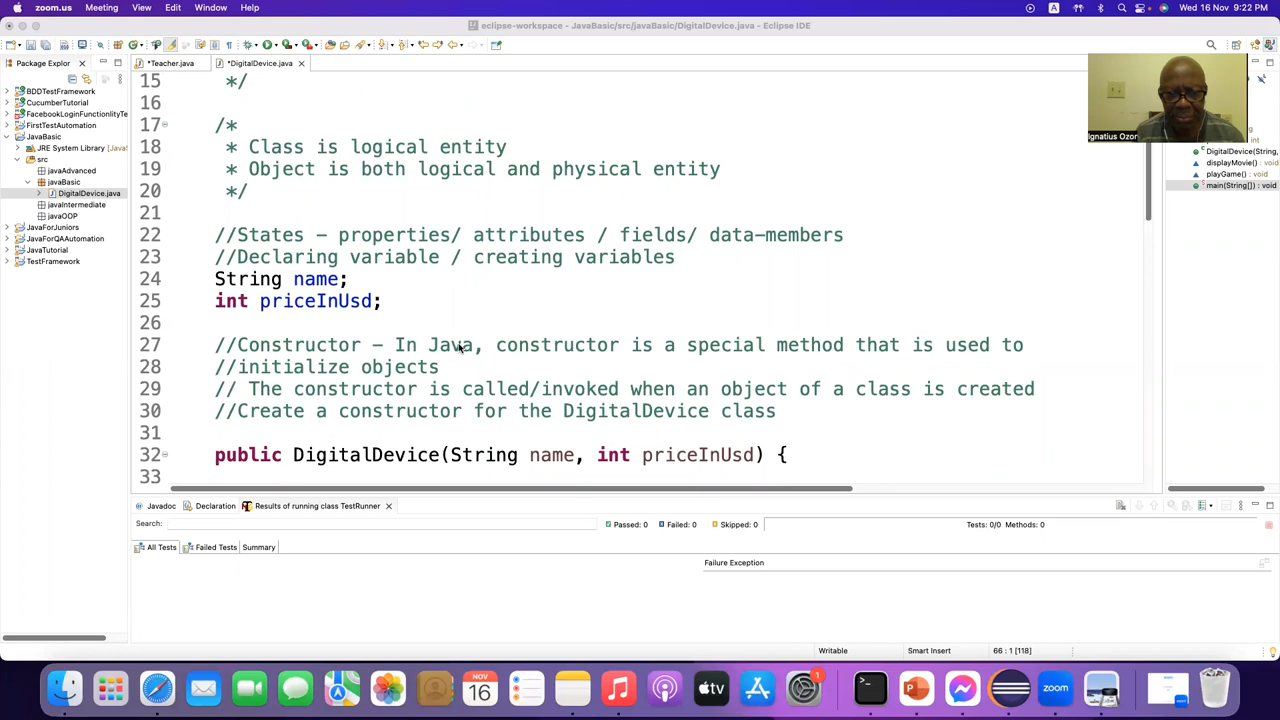 zoom.us Meeting View Edit Window Help
Wed 16 Nov 9:22 PM
eclipse-workspace - JavaBasic/src/javaBasic/DigitalDevice.java - Eclipse IDE
Package Explor
*Teacher.java
*DigitalDevice.java
BDDTestFramework
CucumberTutorial
FacebookLoginFunctionlityTe
FirstTestAutomation
JavaBasic
JRE System Library [Java
src
javaAdvanced
javaBasic
DigitalDevice.java
javaIntermediate
javaOOP
JavaForJuniors
JavaForQAAutomation
JavaTutorial
TestFramework
15 */
16
17 /*
18 * Class is logical entity
19 * Object is both logical and physical entity
20 */
21
22 //States – properties/ attributes / fields/ data-members
23 //Declaring variable / creating variables
24 String name;
25 int priceInUsd;
26
27 //Constructor – In Java, constructor is a special method that is used to
28 //initialize objects
29 // The constructor is called/invoked when an object of a class is created
30 //Create a constructor for the DigitalDevice class
31
32 public DigitalDevice(String name, int priceInUsd) {
33
Ignatius Ozor
DigitalDevice(String,
displayMovie() : void
playGame() : void
main(String[]) : void
Javadoc
Declaration
Results of running class TestRunner
Search:
Passed: 0
Failed: 0
Skipped: 0
Tests: 0/0 Methods: 0
All Tests
Failed Tests
Summary
Failure Exception
Writable
Smart Insert
66 : 1 [118]
NOV
16
tv
1
zoom